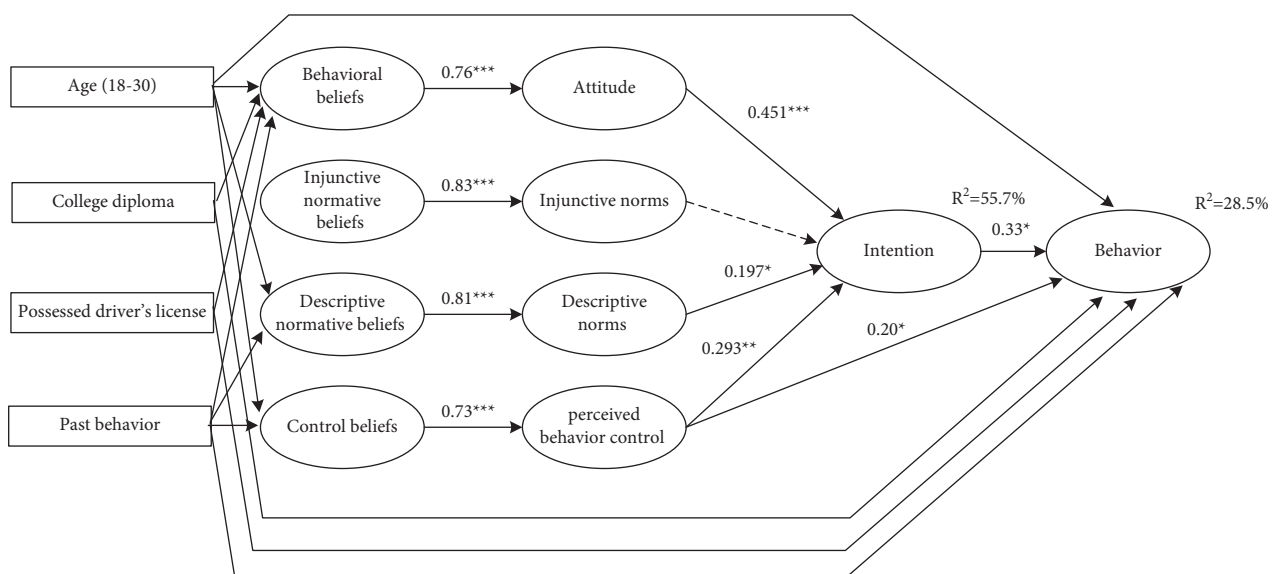 Age (18-30)
College diploma
Possessed driver's license
Past behavior
Behavioral
beliefs
0.76***
Attitude
0.451***
Injunctive
normative
beliefs
0.83***
Injunctive norms
Descriptive
normative beliefs
0.81***
Descriptive
norms
0.197*
Control beliefs
0.73***
perceived
behavior control
0.293**
0.20*
R²=55.7%
Intention
0.33*
Behavior
R²=28.5%